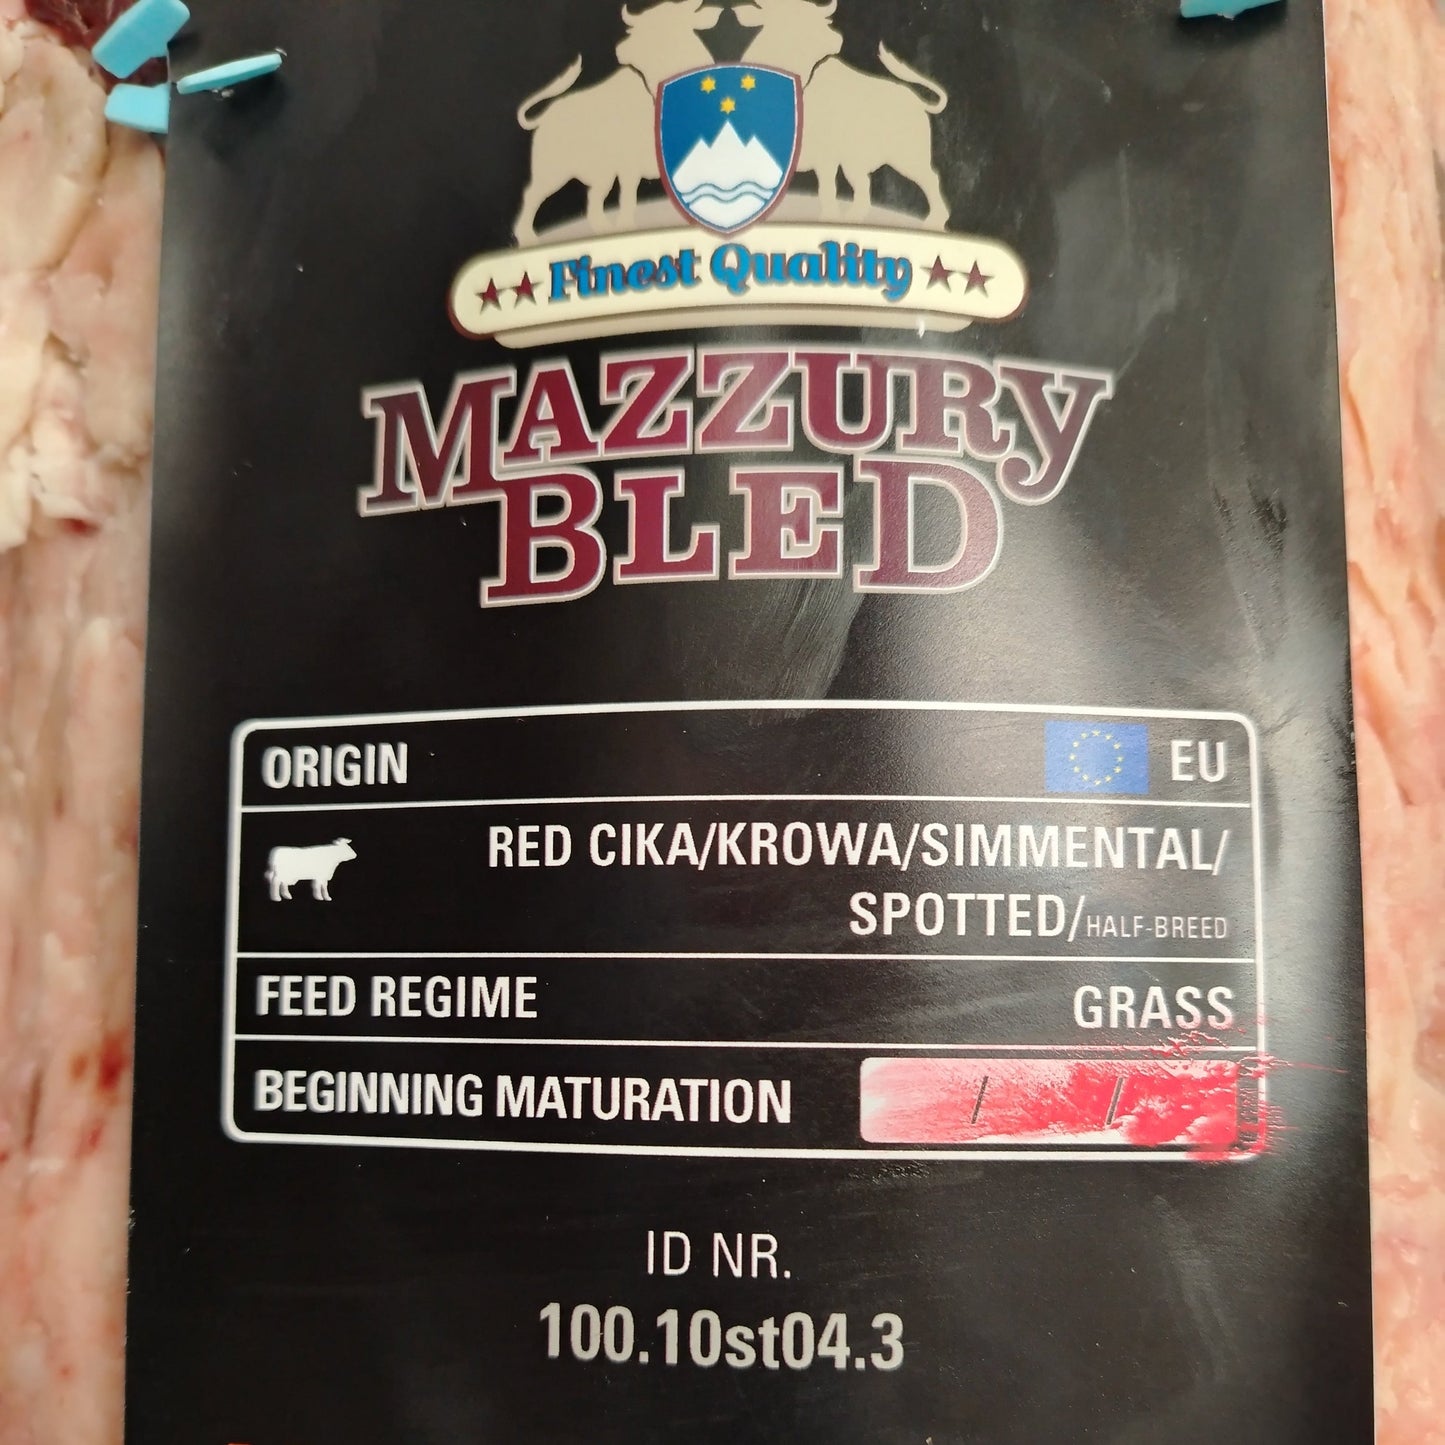 Finest Quality
MAZZURY
BLED
ORIGIN EU
RED CIKA/KROWA/SIMMENTAL/
SPOTTED/HALF-BREED
FEED REGIME GRASS
BEGINNING MATURATION / /
ID NR.
100.10st04.3